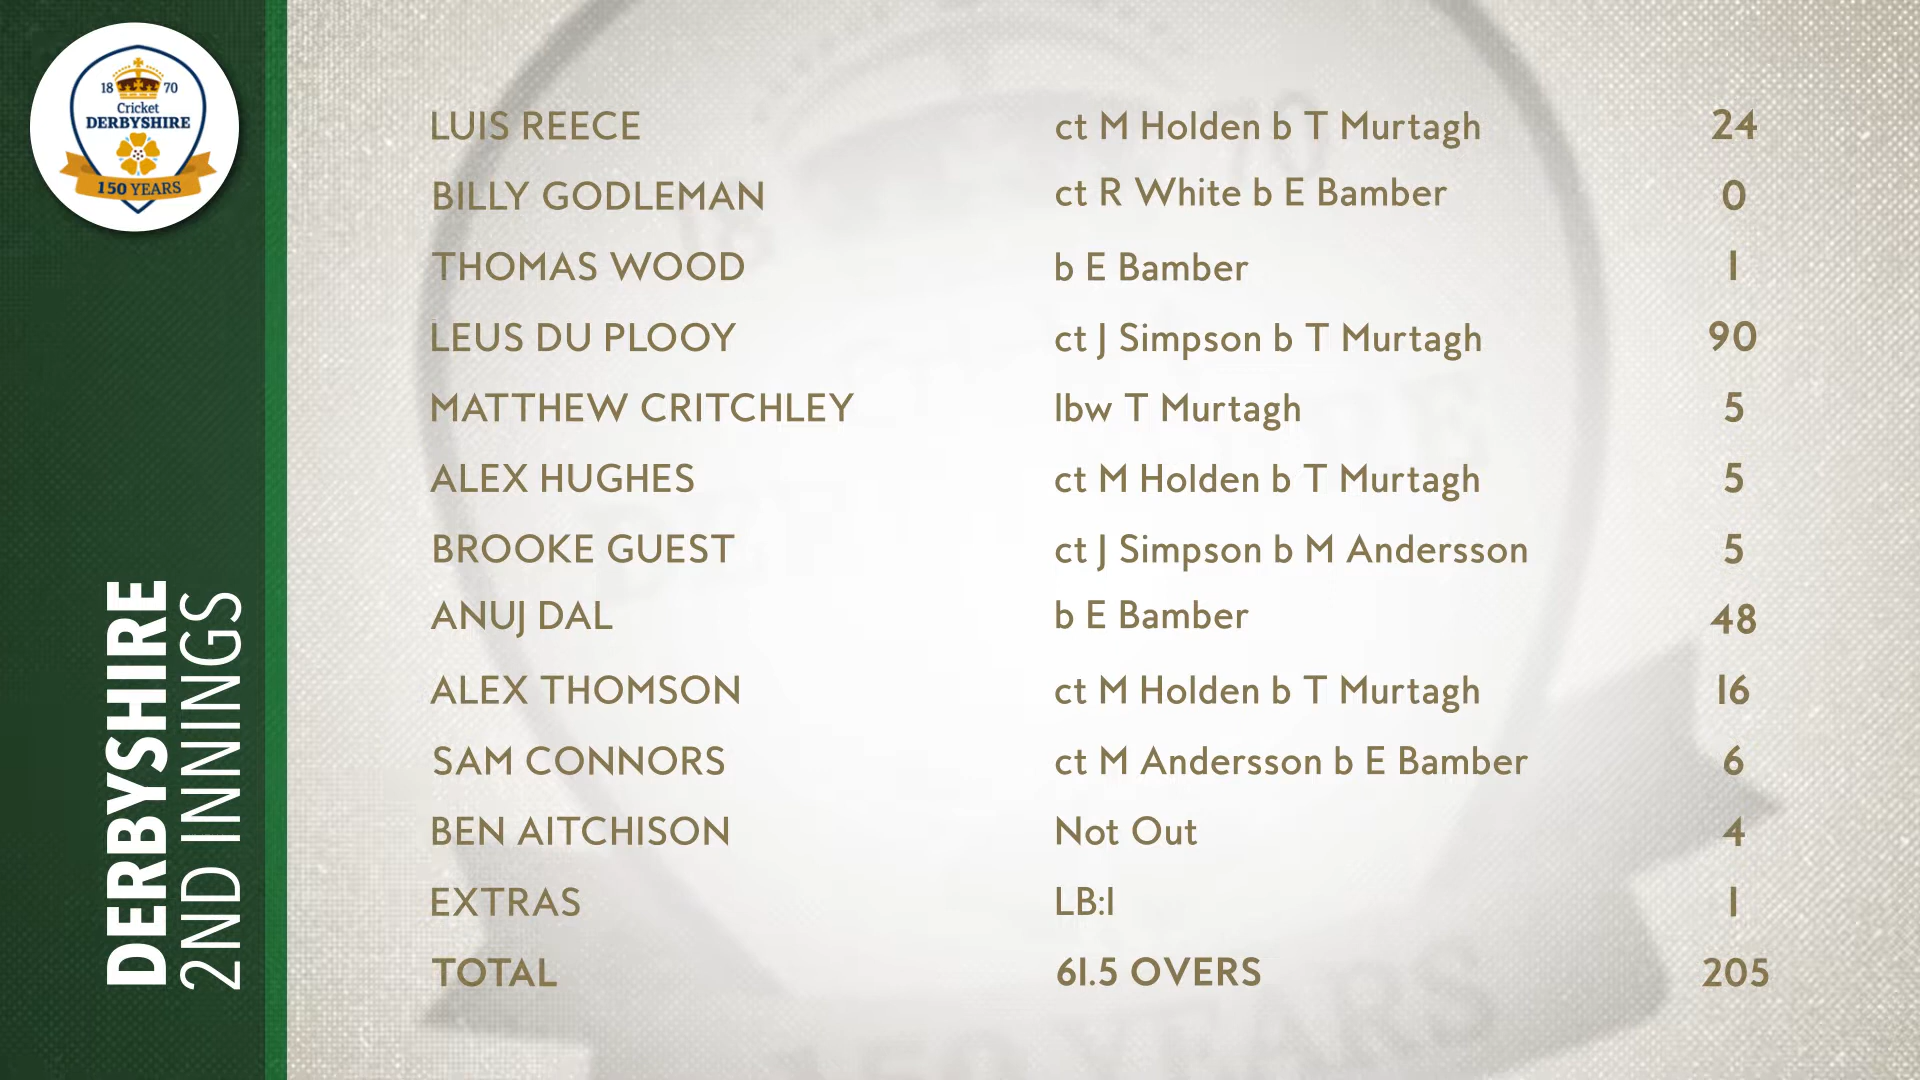 18 70
Cricket
DERBYSHIRE
150 YEARS
DERBYSHIRE
2ND INNINGS
LUIS REECE ct M Holden b T Murtagh 24
BILLY GODLEMAN ct R White b E Bamber 0
THOMAS WOOD b E Bamber 1
LEUS DU PLOOY ct J Simpson b T Murtagh 90
MATTHEW CRITCHLEY lbw T Murtagh 5
ALEX HUGHES ct M Holden b T Murtagh 5
BROOKE GUEST ct J Simpson b M Andersson 5
ANUJ DAL b E Bamber 48
ALEX THOMSON ct M Holden b T Murtagh 16
SAM CONNORS ct M Andersson b E Bamber 6
BEN AITCHISON Not Out 4
EXTRAS LB:1 1
TOTAL 61.5 OVERS 205